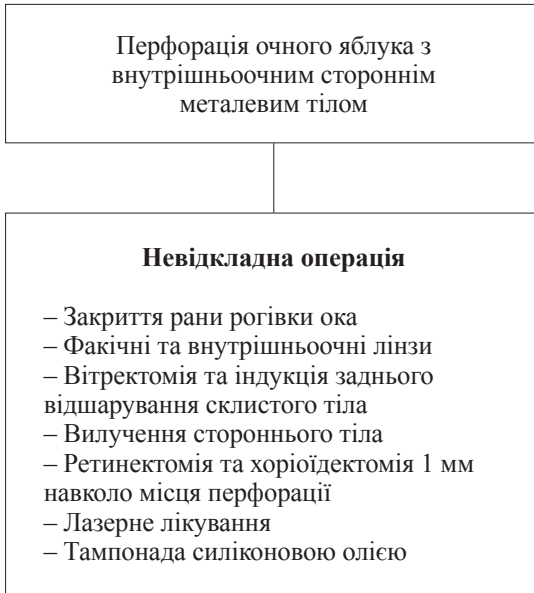 Перфорація очного яблука з
внутрішньоочним стороннім
металевим тілом
Невідкладна операція
– Закриття рани рогівки ока
– Факічні та внутрішньоочні лінзи
– Вітректомія та індукція заднього
відшарування склистого тіла
– Вилучення стороннього тіла
– Ретинектомія та хоріоїдектомія 1 мм
навколо місця перфорації
– Лазерне лікування
– Тампонада силіконовою олією